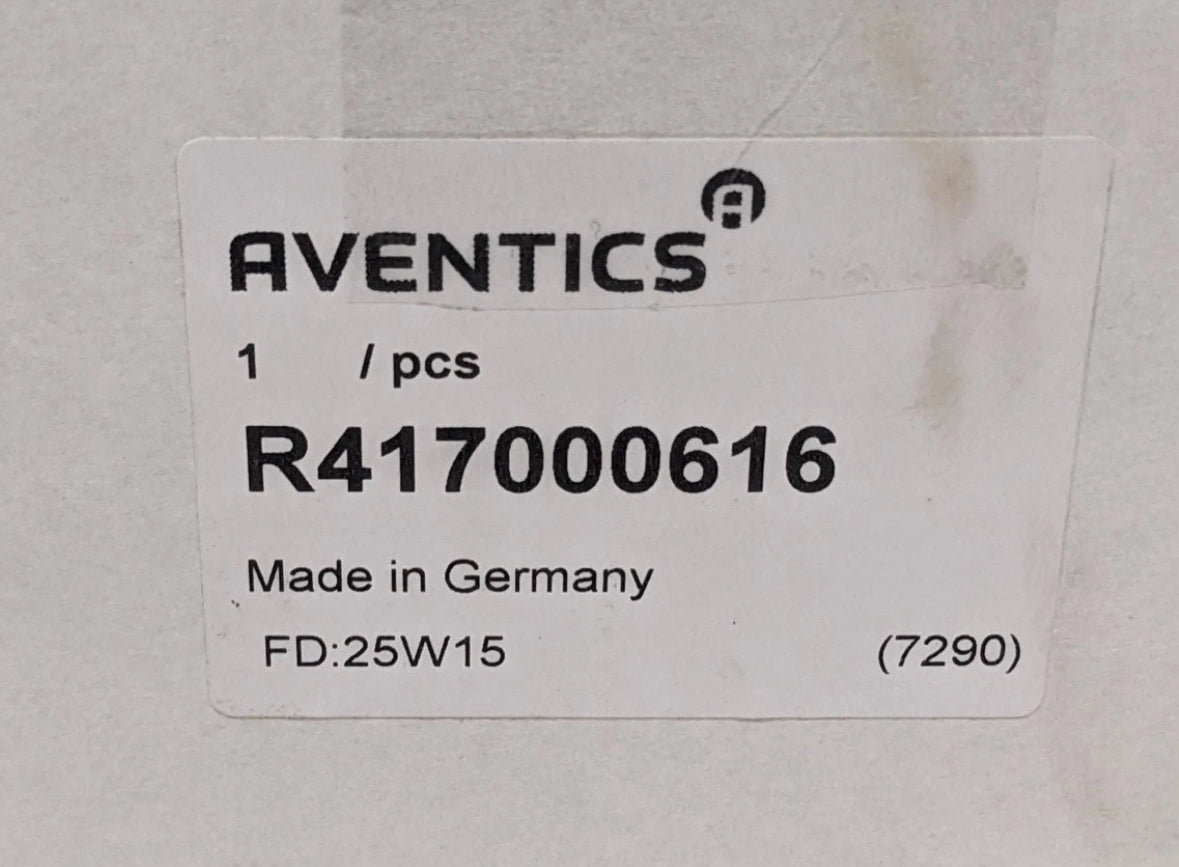 AVENTICS
1 / pcs
R417000616
Made in Germany
FD:25W15 (7290)